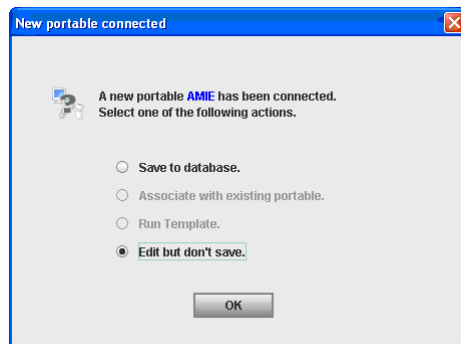 New portable connected
A new portable AMIE has been connected.
Select one of the following actions.
Save to database.
Associate with existing portable.
Run Template.
Edit but don't save.
OK